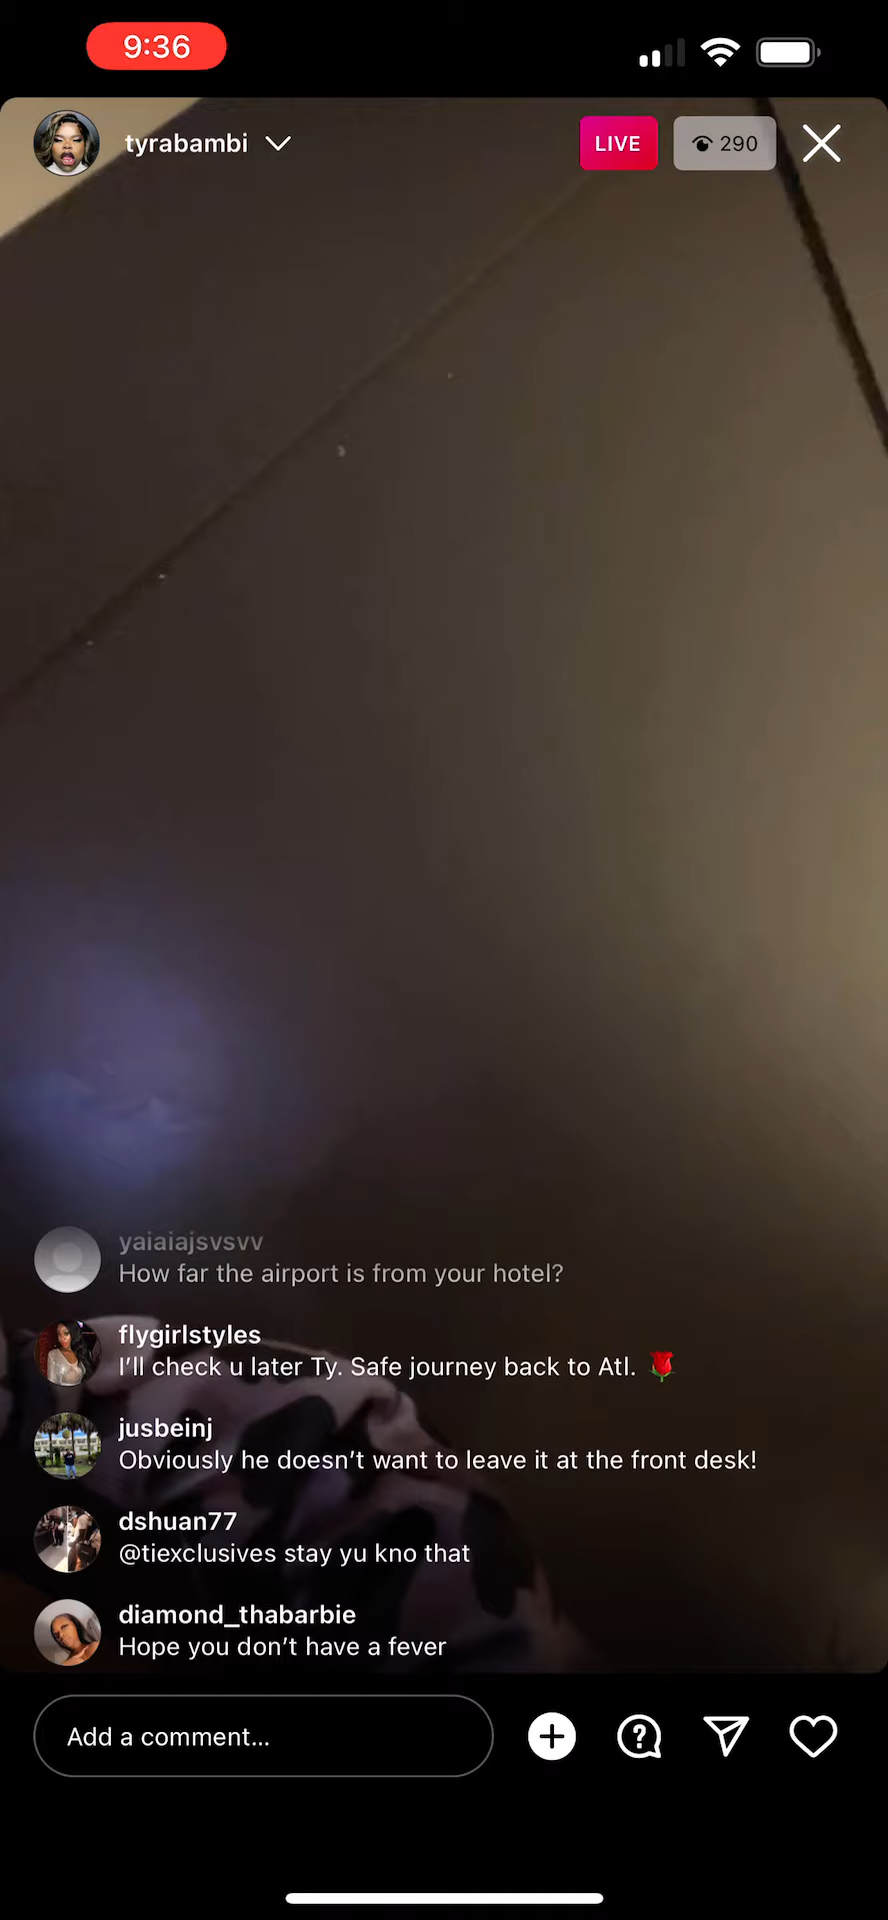 9:36
tyrabambi
LIVE
290
yaiaiajsvsvv
How far the airport is from your hotel?
flygirlstyles
I'll check u later Ty. Safe journey back to Atl. 🌹
jusbeinj
Obviously he doesn't want to leave it at the front desk!
dshuan77
@tiexclusives stay yu kno that
diamond_thabarbie
Hope you don't have a fever
Add a comment...